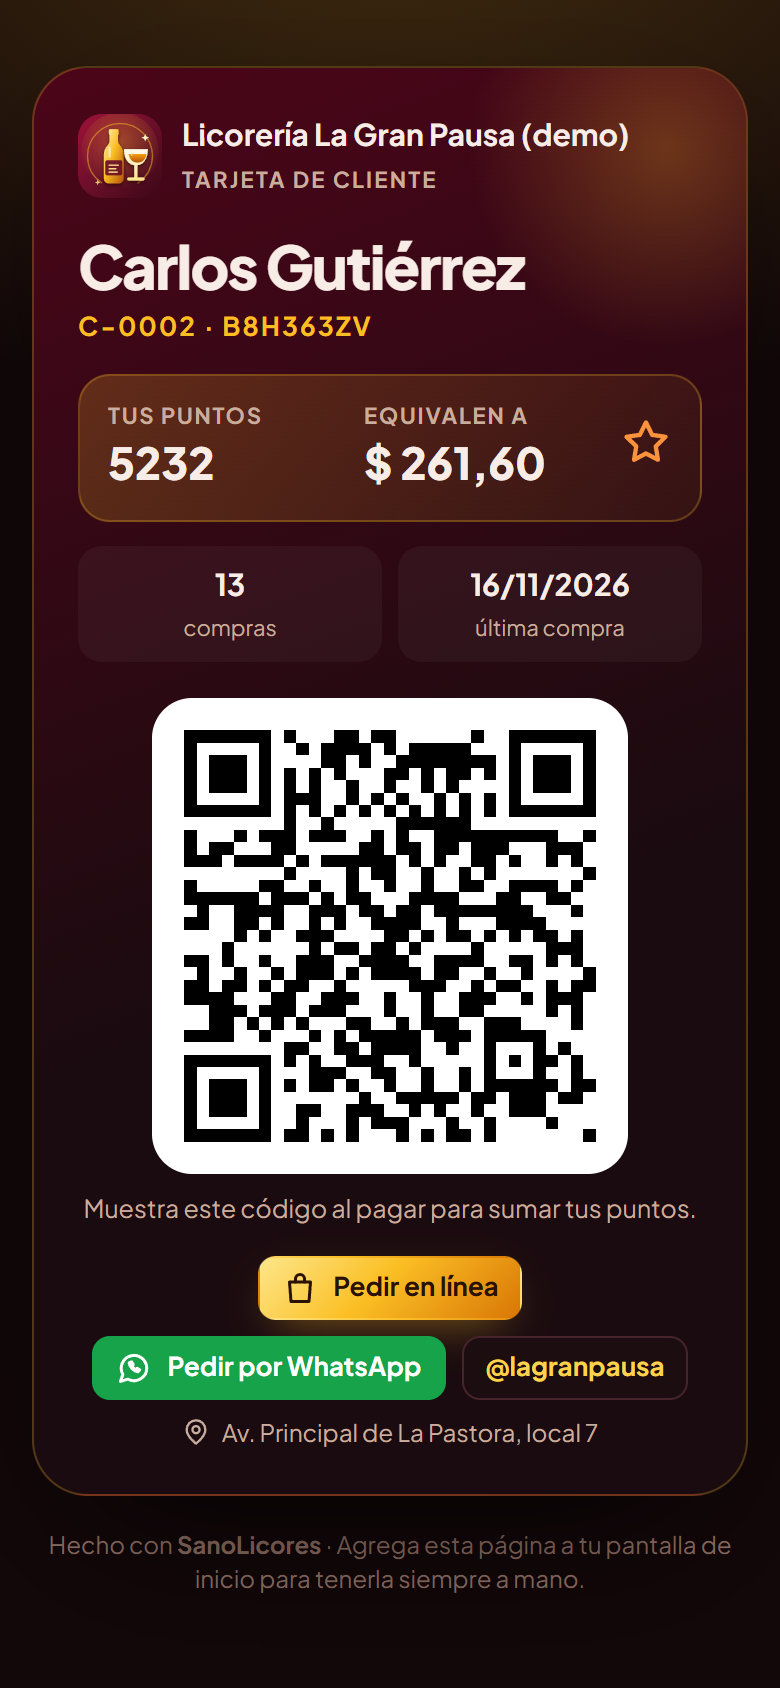 Licorería La Gran Pausa (demo)
TARJETA DE CLIENTE
Carlos Gutiérrez
C-0002 · B8H363ZV
TUS PUNTOS
5232
EQUIVALEN A
$ 261,60
13
compras
16/11/2026
última compra
Muestra este código al pagar para sumar tus puntos.
Pedir en línea
Pedir por WhatsApp
@lagranpausa
Av. Principal de La Pastora, local 7
Hecho con SanoLicores · Agrega esta página a tu pantalla de
inicio para tenerla siempre a mano.